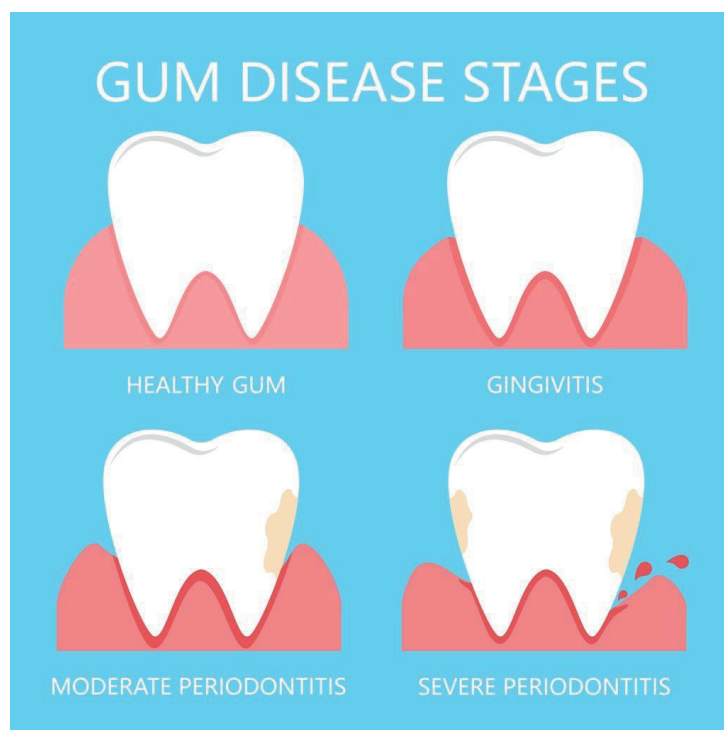 GUM DISEASE STAGES
HEALTHY GUM
GINGIVITIS
MODERATE PERIODONTITIS
SEVERE PERIODONTITIS